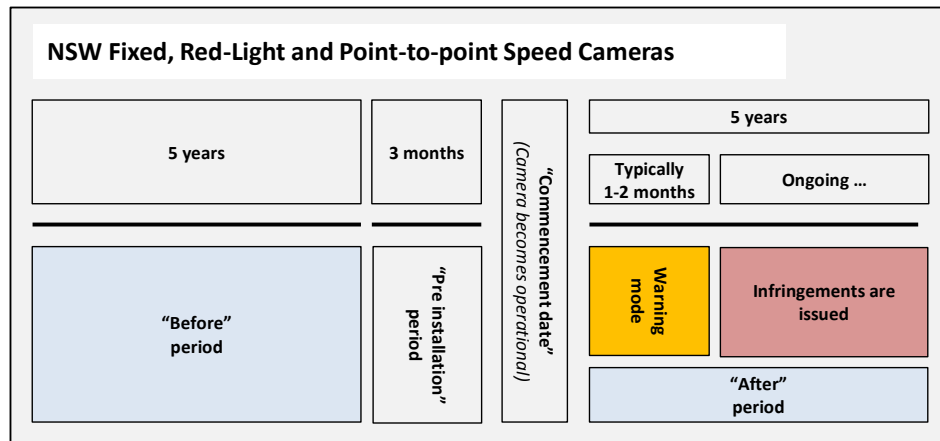 NSW Fixed, Red-Light and Point-to-point Speed Cameras
5 years
3 months
“Commencement date”
(Camera becomes operational)
5 years
Typically
1-2 months
Ongoing ...
“Before”
period
“Pre installation”
period
Warning
mode
Infringements are
issued
“After”
period